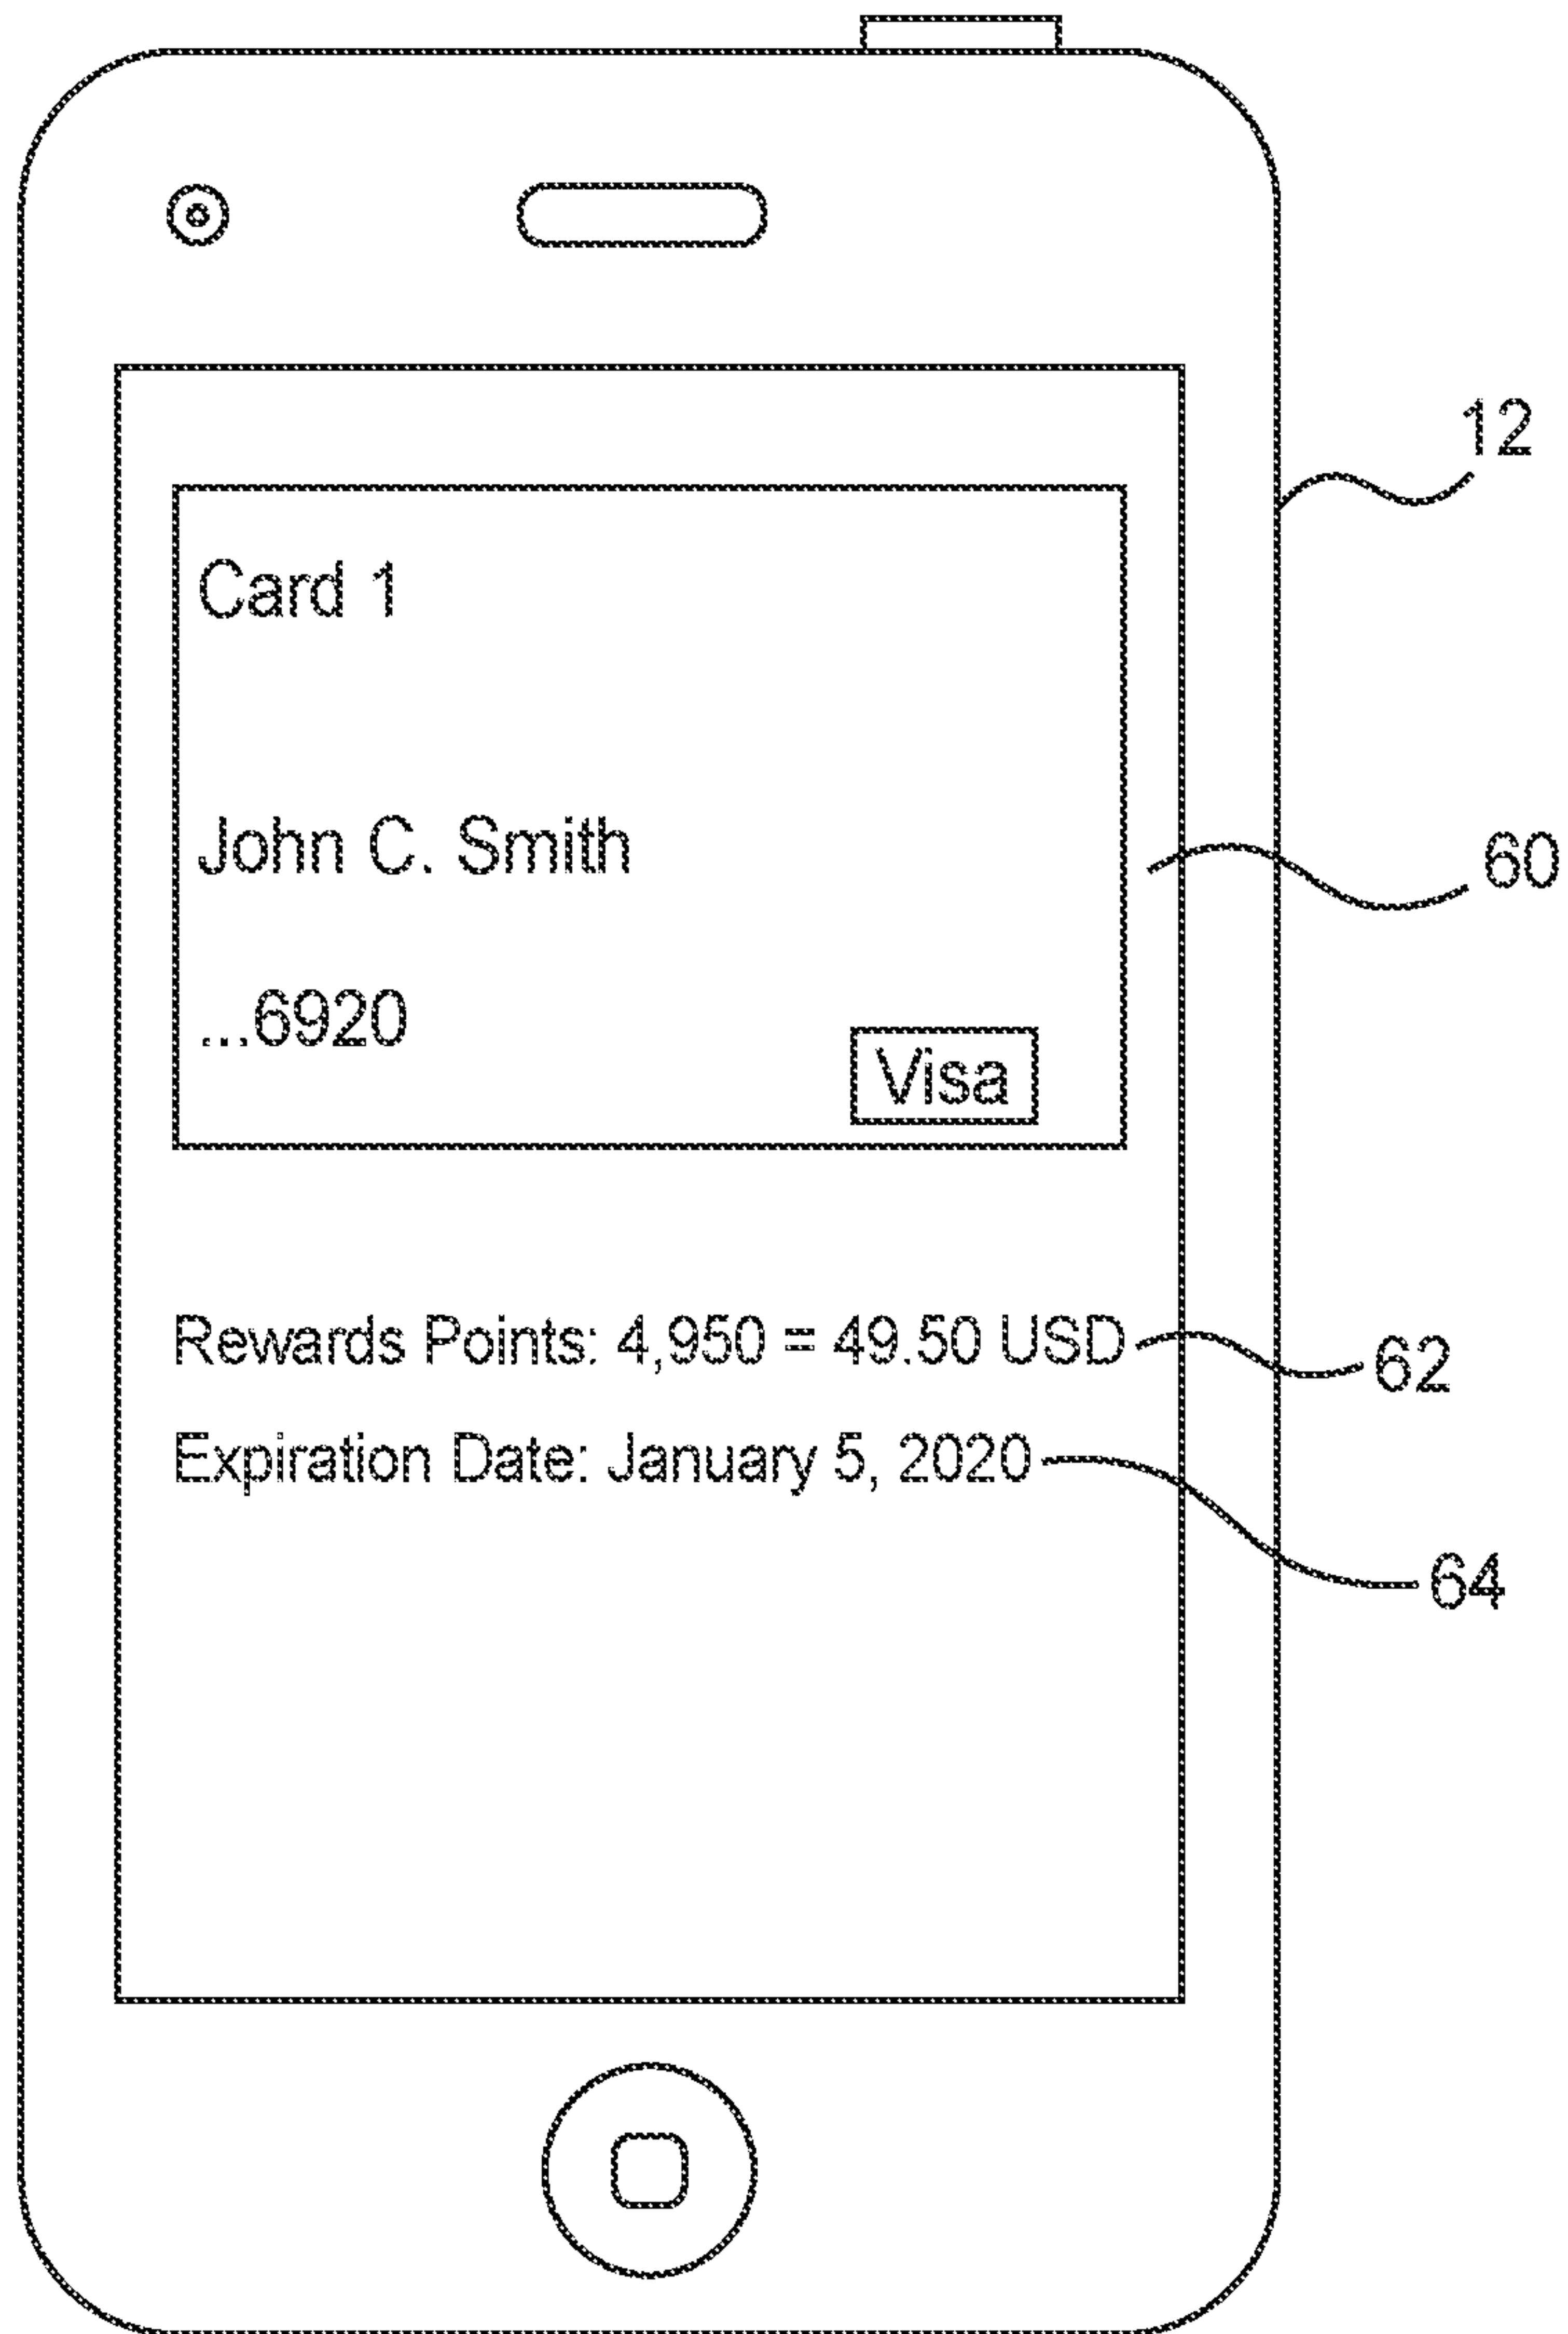 12
Card 1
John C. Smith
60
...6920
Visa
Rewards Points: 4,950 = 49.50 USD
62
Expiration Date: January 5, 2020
64